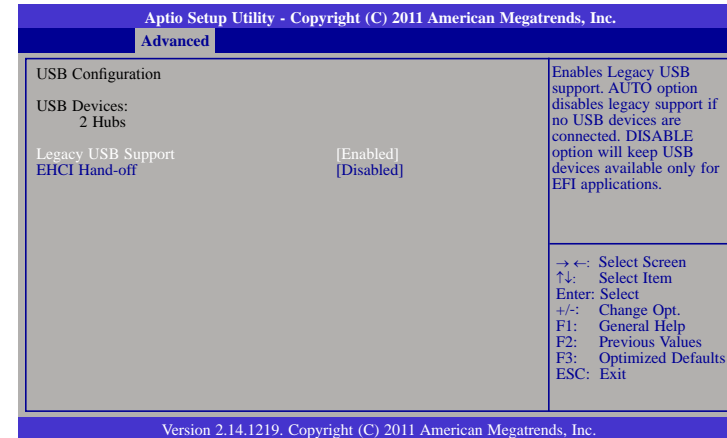 Aptio Setup Utility - Copyright (C) 2011 American Megatrends, Inc.
Advanced
USB Configuration
USB Devices:
2 Hubs
Legacy USB Support [Enabled]
EHCI Hand-off [Disabled]
Enables Legacy USB
support. AUTO option
disables legacy support if
no USB devices are
connected. DISABLE
option will keep USB
devices available only for
EFI applications.
→←: Select Screen
↑↓: Select Item
Enter: Select
+/-: Change Opt.
F1: General Help
F2: Previous Values
F3: Optimized Defaults
ESC: Exit
Version 2.14.1219. Copyright (C) 2011 American Megatrends, Inc.